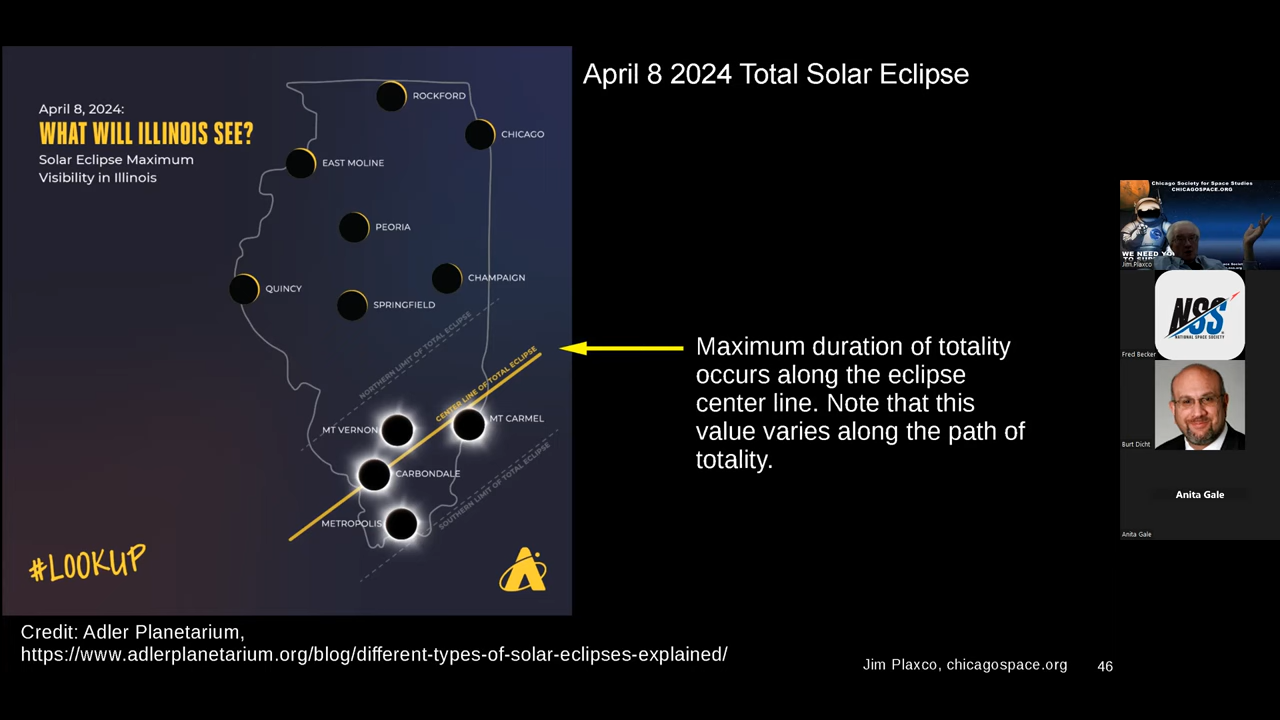 April 8 2024 Total Solar Eclipse
April 8, 2024:
WHAT WILL ILLINOIS SEE?
Solar Eclipse Maximum
Visibility in Illinois
ROCKFORD
CHICAGO
EAST MOLINE
PEORIA
CHAMPAIGN
QUINCY
SPRINGFIELD
NORTHERN LIMIT OF TOTAL ECLIPSE
CENTER LINE OF TOTAL ECLIPSE
MT CARMEL
MT VERNON
CARBONDALE
SOUTHERN LIMIT OF TOTAL ECLIPSE
METROPOLIS
#LOOKUP
Maximum duration of totality
occurs along the eclipse
center line. Note that this
value varies along the path of
totality.
Credit: Adler Planetarium,
https://www.adlerplanetarium.org/blog/different-types-of-solar-eclipses-explained/
Jim Plaxco, chicagospace.org
46
Chicago Society for Space Studies
CHICAGOSPACE.ORG
WE NEED YOU
Jim Plaxco
NSS
NATIONAL SPACE SOCIETY
Fred Becker
Burt Dicht
Anita Gale
Anita Gale